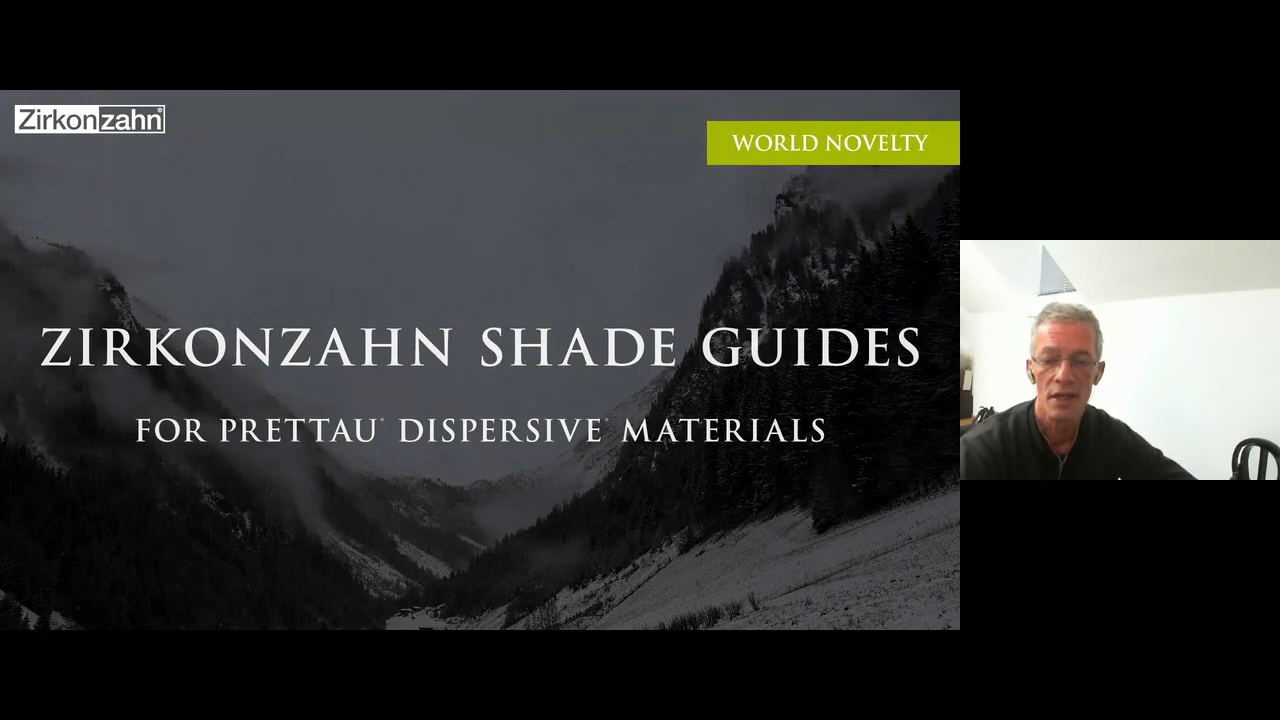 Zirkonzahn®
WORLD NOVELTY
ZIRKONZAHN SHADE GUIDES
FOR PRETTAU® DISPERSIVE® MATERIALS